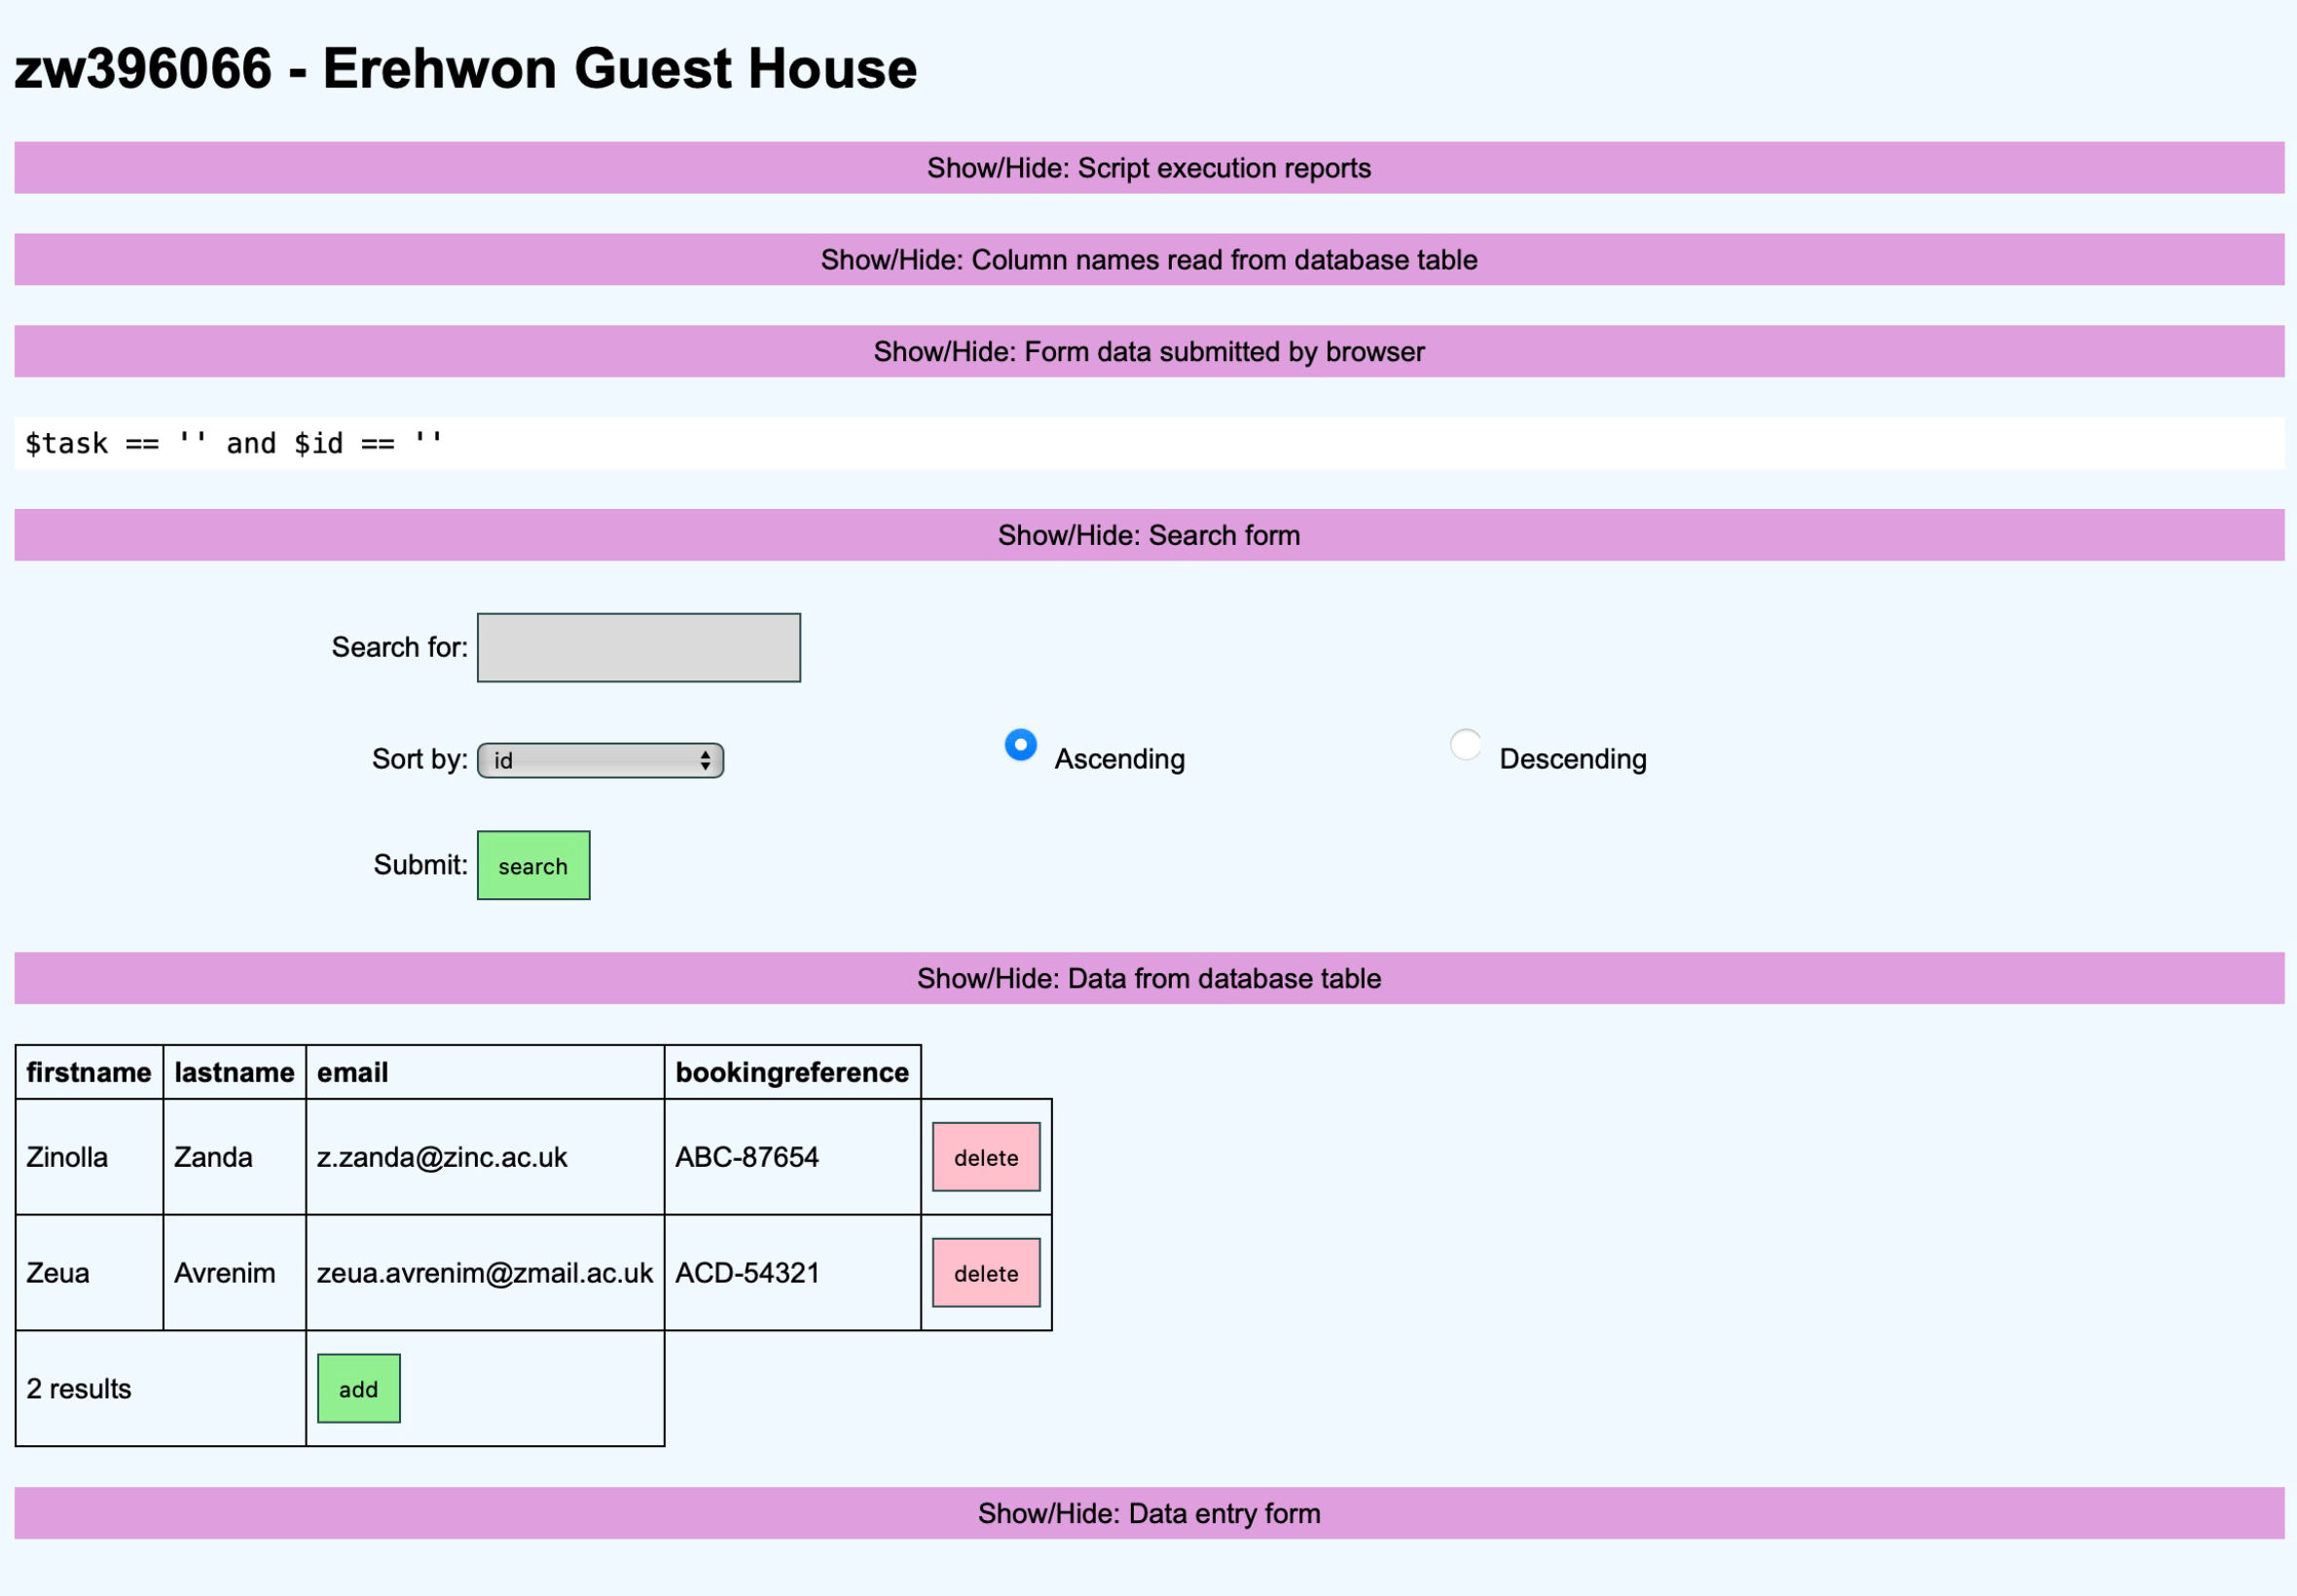 zw396066 - Erehwon Guest House
Show/Hide: Script execution reports
Show/Hide: Column names read from database table
Show/Hide: Form data submitted by browser
$task == '' and $id == ''
Show/Hide: Search form
Search for:
Sort by: id Ascending Descending
Submit: search
Show/Hide: Data from database table
firstname lastname email bookingreference
Zinolla Zanda z.zanda@zinc.ac.uk ABC-87654 delete
Zeua Avrenim zeua.avrenim@zmail.ac.uk ACD-54321 delete
2 results add
Show/Hide: Data entry form